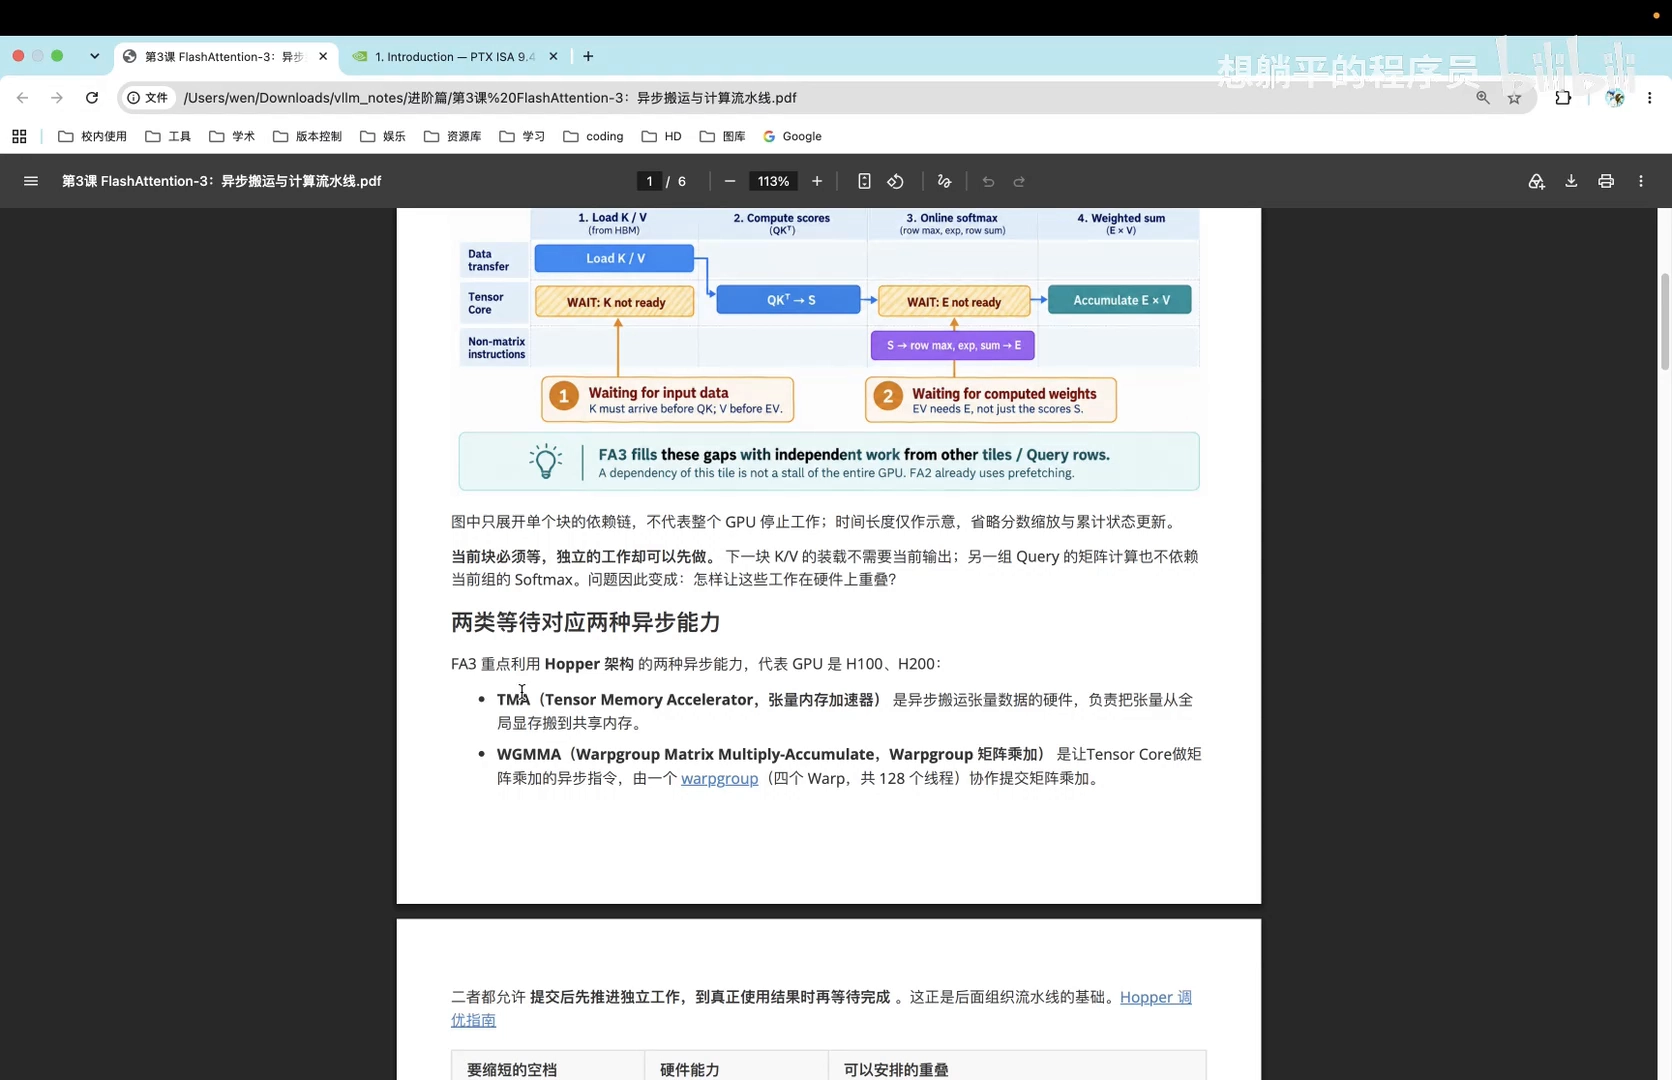 想躺平的程序员 bilibili
第3课 FlashAttention-3：异步
1. Introduction — PTX ISA 9.4
文件
/Users/wen/Downloads/vllm_notes/进阶篇/第3课%20FlashAttention-3：异步搬运与计算流水线.pdf
校内使用 工具 学术 版本控制 娱乐 资源库 学习 coding HD 图库 Google
第3课 FlashAttention-3：异步搬运与计算流水线.pdf
1 / 6
113%
1. Load K / V
(from HBM)
2. Compute scores
(QKᵀ)
3. Online softmax
(row max, exp, row sum)
4. Weighted sum
(E × V)
Data
transfer
Load K / V
Tensor
Core
WAIT: K not ready
QKᵀ → S
WAIT: E not ready
Accumulate E × V
Non-matrix
instructions
S → row max, exp, sum → E
1
Waiting for input data
K must arrive before QK; V before EV.
2
Waiting for computed weights
EV needs E, not just the scores S.
FA3 fills these gaps with independent work from other tiles / Query rows.
A dependency of this tile is not a stall of the entire GPU. FA2 already uses prefetching.
图中只展开单个块的依赖链，不代表整个 GPU 停止工作；时间长度仅作示意，省略分数缩放与累计状态更新。
当前块必须等，独立的工作却可以先做。 下一块 K/V 的装载不需要当前输出；另一组 Query 的矩阵计算也不依赖
当前组的 Softmax。问题因此变成：怎样让这些工作在硬件上重叠？
两类等待对应两种异步能力
FA3 重点利用 Hopper 架构 的两种异步能力，代表 GPU 是 H100、H200：
• TMA（Tensor Memory Accelerator，张量内存加速器） 是异步搬运张量数据的硬件，负责把张量从全
局显存搬到共享内存。
• WGMMA（Warpgroup Matrix Multiply-Accumulate，Warpgroup 矩阵乘加） 是让Tensor Core做矩
阵乘加的异步指令，由一个 warpgroup（四个 Warp，共 128 个线程）协作提交矩阵乘加。
二者都允许 提交后先推进独立工作，到真正使用结果时再等待完成 。这正是后面组织流水线的基础。Hopper 调
优指南
要缩短的空档 硬件能力 可以安排的重叠